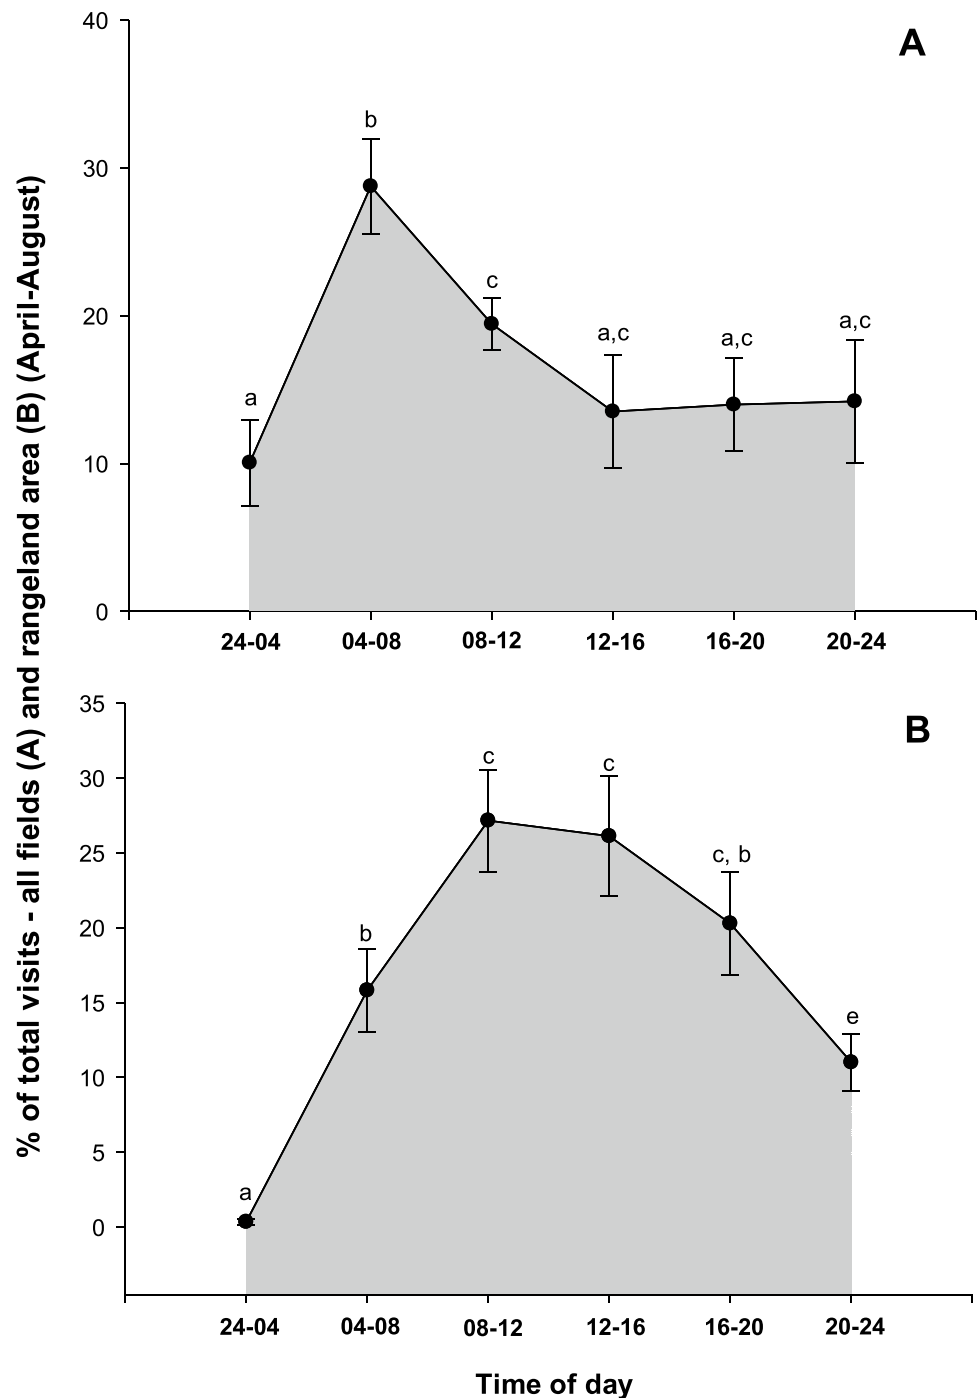 % of total visits - all fields (A) and rangeland area (B) (April-August)
A
40
30
20
10
0
a
b
c
a,c
a,c
a,c
24-04 04-08 08-12 12-16 16-20 20-24
B
35
30
25
20
15
10
5
0
a
b
c
c
c, b
e
24-04 04-08 08-12 12-16 16-20 20-24
Time of day